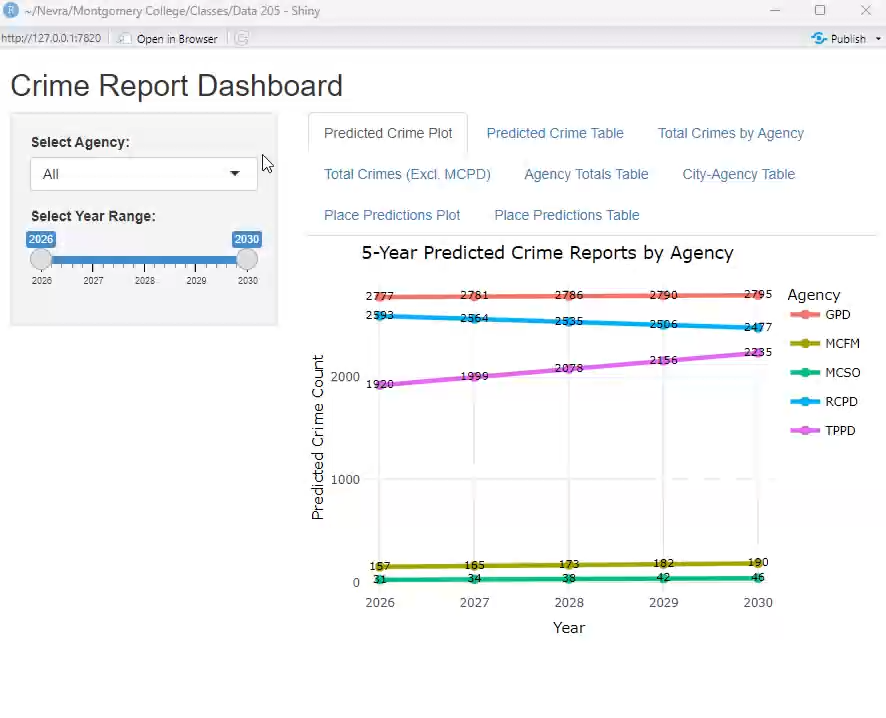 ~/Nevra/Montgomery College/Classes/Data 205 - Shiny
http://127.0.0.1:7820 Open in Browser Publish
Crime Report Dashboard
Select Agency:
All
Select Year Range:
2026 2030
2026 2027 2028 2029 2030
Predicted Crime Plot Predicted Crime Table Total Crimes by Agency
Total Crimes (Excl. MCPD) Agency Totals Table City-Agency Table
Place Predictions Plot Place Predictions Table
5-Year Predicted Crime Reports by Agency
2777 2781 2786 2790 2795
2593 2564 2535 2506 2477
1920 1999 2078 2156 2235
157 165 173 182 190
31 34 38 42 46
Predicted Crime Count
2000
1000
0
2026 2027 2028 2029 2030
Year
Agency
GPD
MCFM
MCSO
RCPD
TPPD